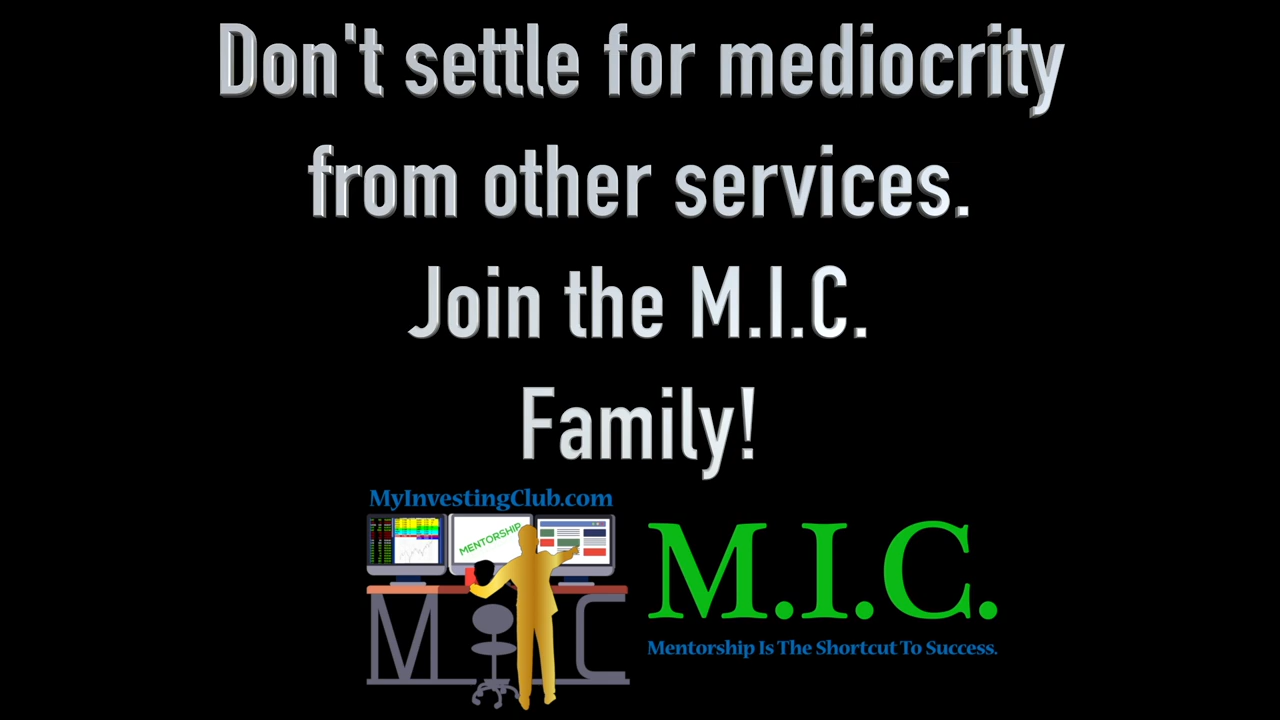 Don't settle for mediocrity
from other services.
Join the M.I.C.
Family!
MyInvestingClub.com
MENTORSHIP
MIC
M.I.C.
Mentorship Is The Shortcut To Success.